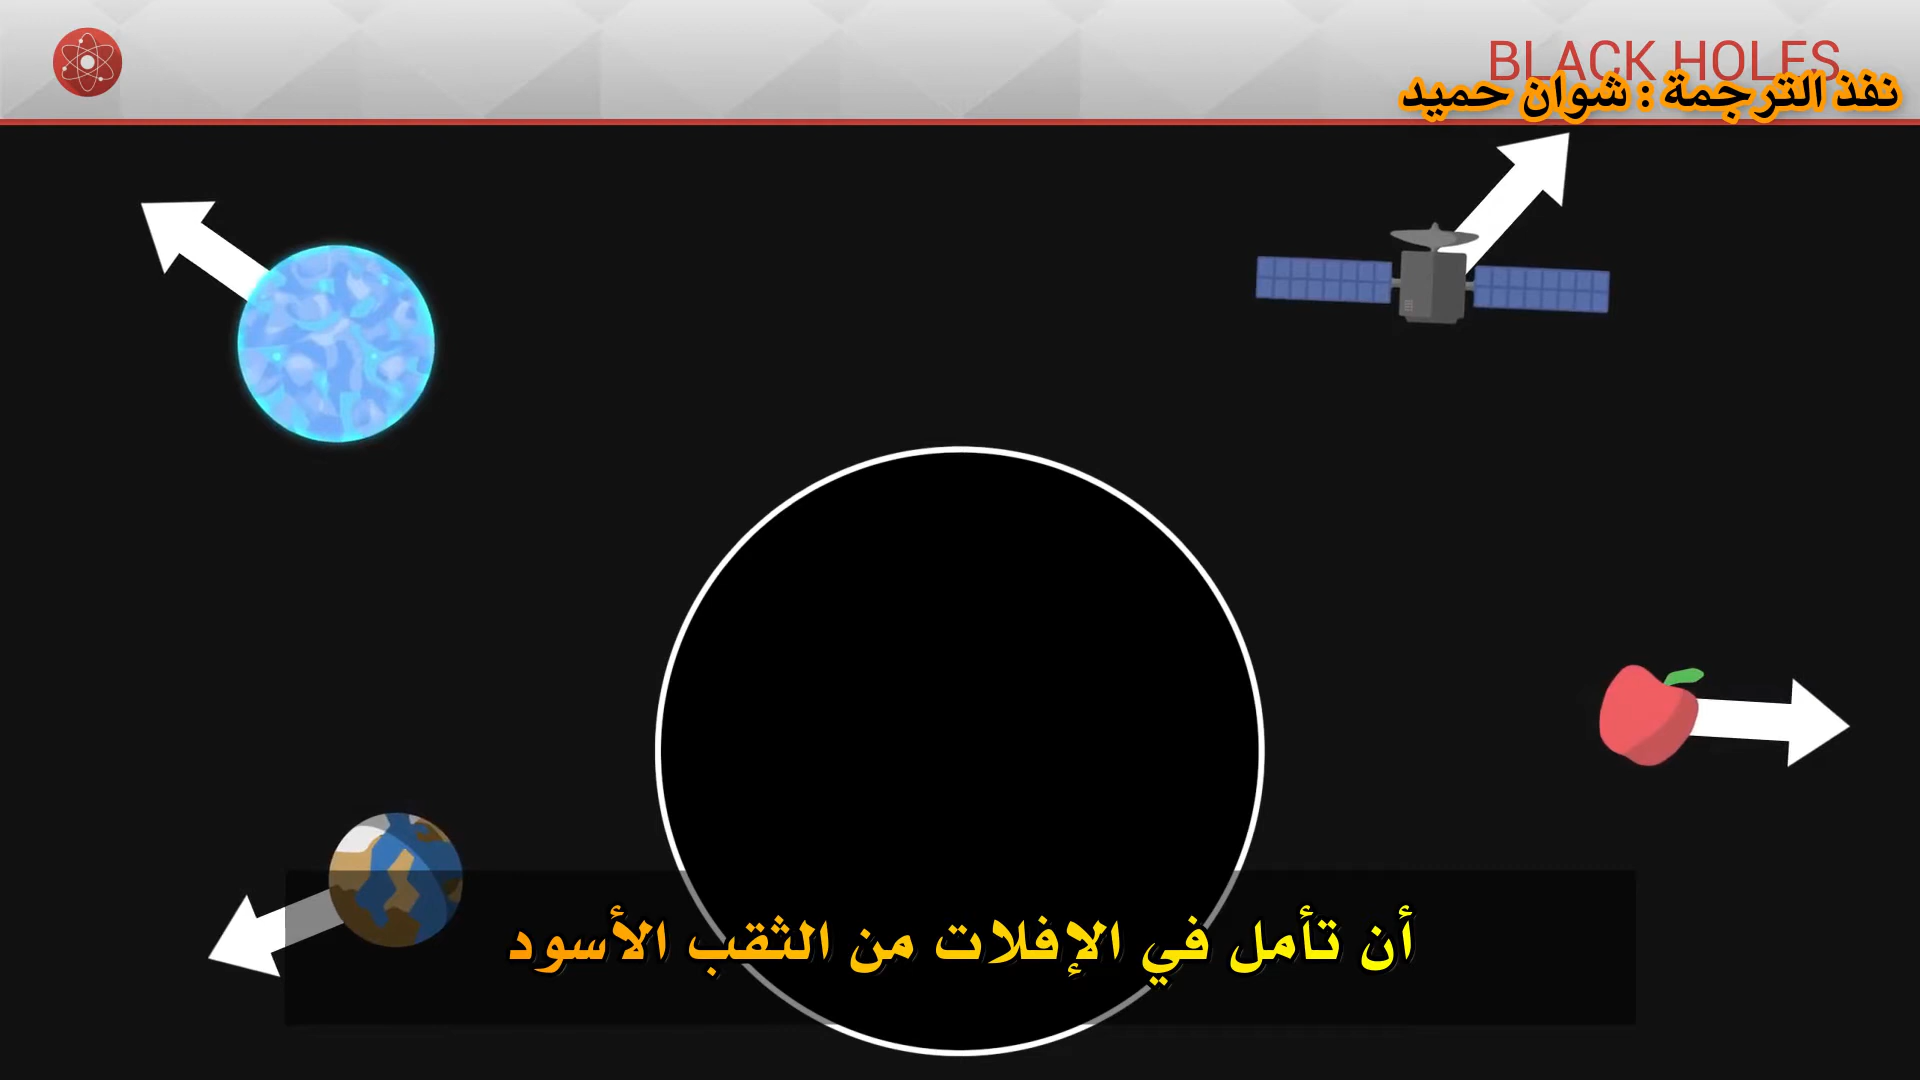 BLACK HOLES
نفذ الترجمة : شوان حميد
أن تأمل في الإفلات من الثقب الأسود